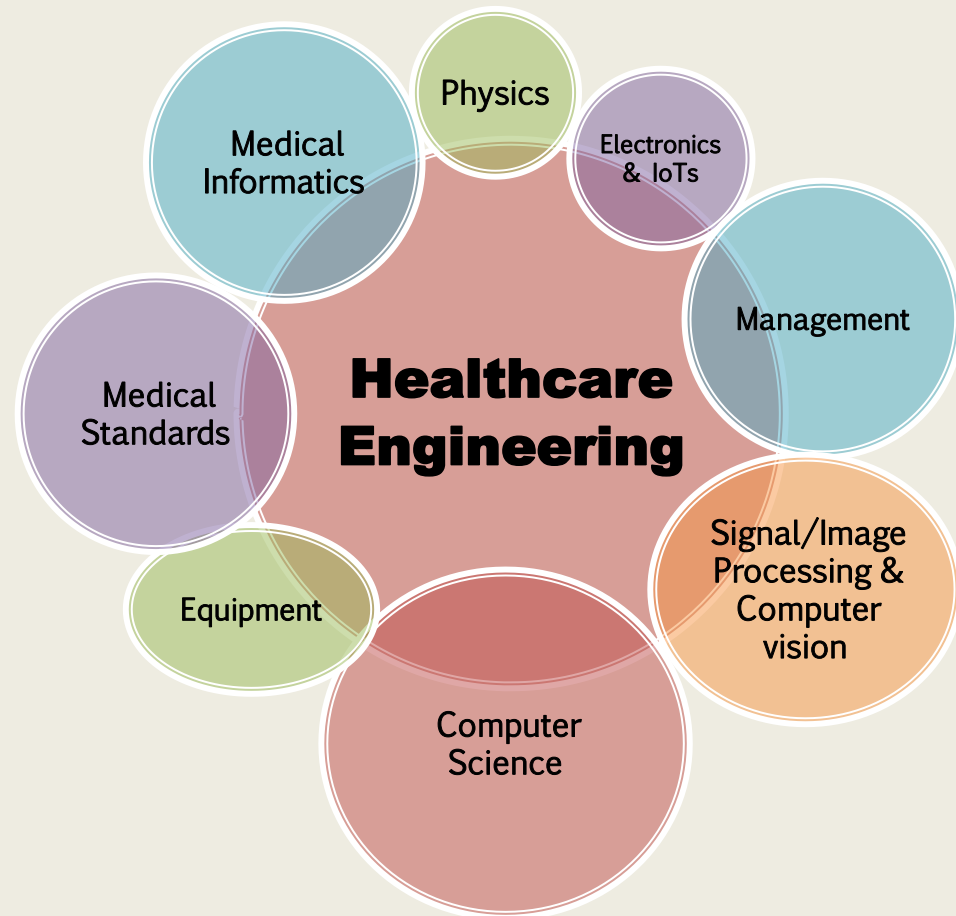 Physics
Electronics
& IoTs
Medical
Informatics
Management
Healthcare
Engineering
Medical
Standards
Signal/Image
Processing &
Computer
vision
Equipment
Computer
Science